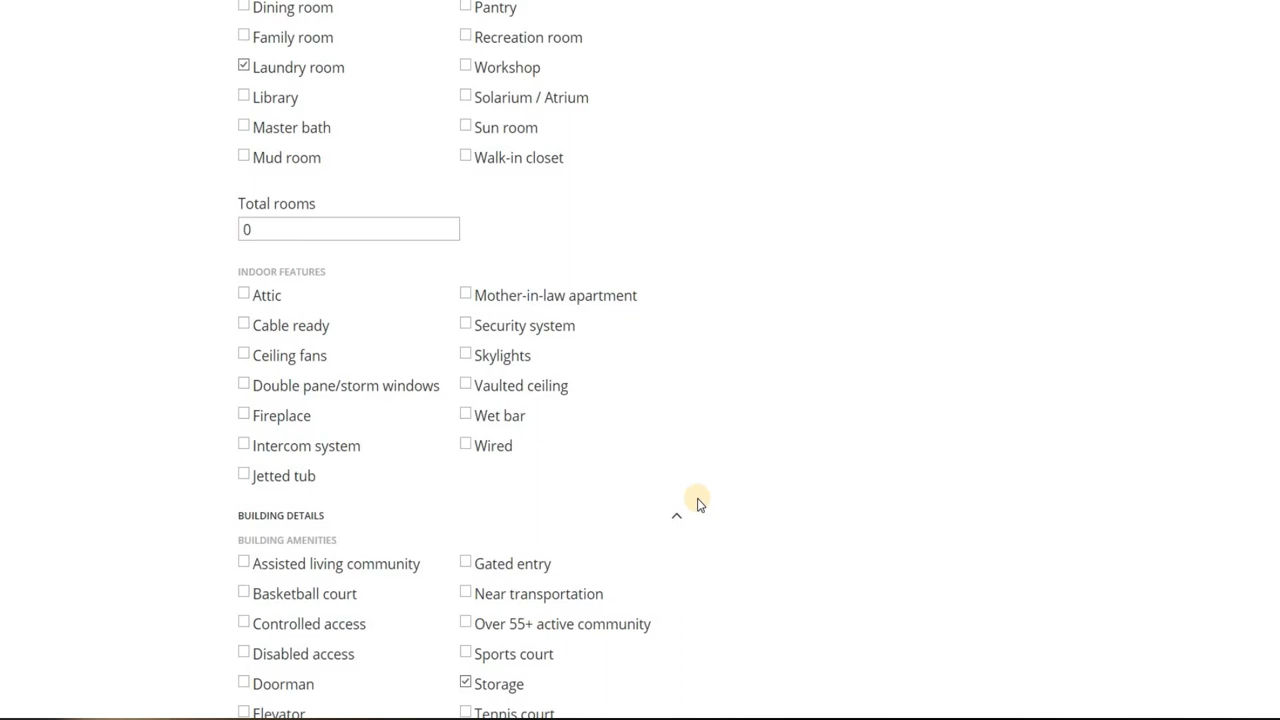 Dining room
Pantry
Family room
Recreation room
Laundry room
Workshop
Library
Solarium / Atrium
Master bath
Sun room
Mud room
Walk-in closet
Total rooms
0
INDOOR FEATURES
Attic
Mother-in-law apartment
Cable ready
Security system
Ceiling fans
Skylights
Double pane/storm windows
Vaulted ceiling
Fireplace
Wet bar
Intercom system
Wired
Jetted tub
BUILDING DETAILS
BUILDING AMENITIES
Assisted living community
Gated entry
Basketball court
Near transportation
Controlled access
Over 55+ active community
Disabled access
Sports court
Doorman
Storage
Elevator
Tennis court